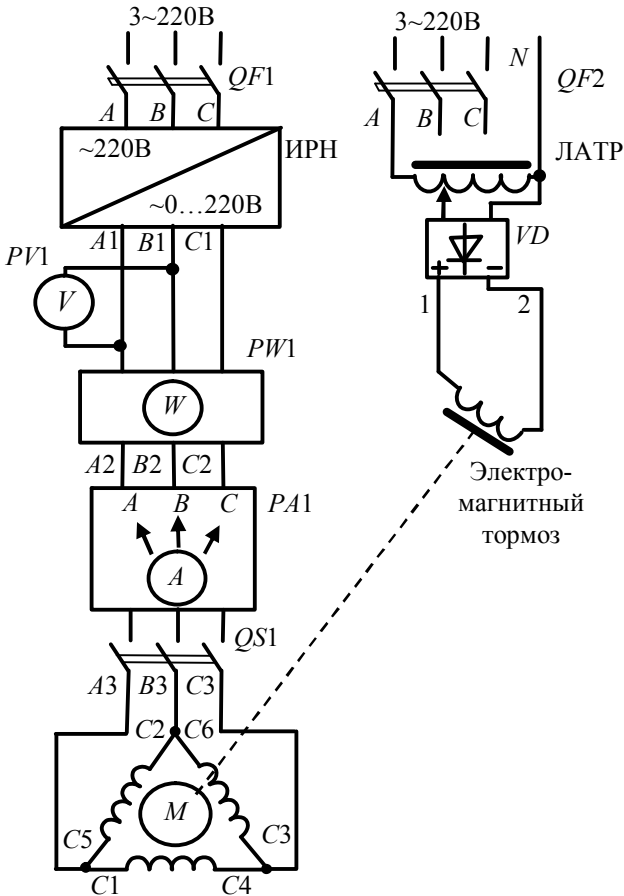 3~220В
QF1
A B C
~220В
ИРН
~0…220В
A1 B1 C1
PV1
V
PW1
W
A2 B2 C2
A B C
PA1
A
QS1
A3 B3 C3
C2 C6
M
C5
C3
C1
C4
3~220В
N
QF2
A B C
ЛАТР
VD
+ −
1 2
Электро-
магнитный
тормоз